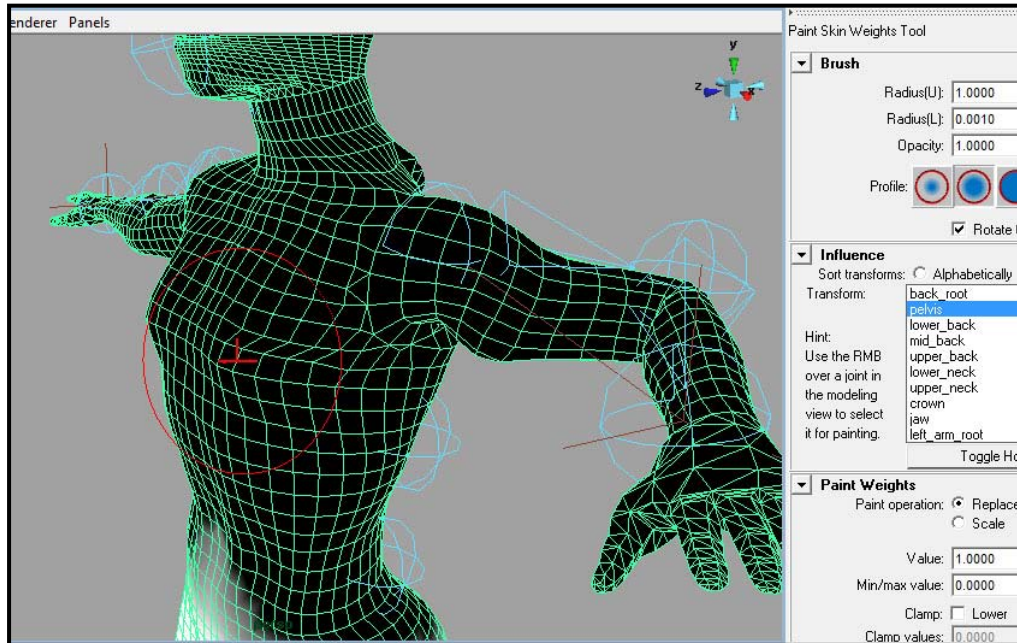 enderer Panels
y
z
x
Paint Skin Weights Tool
Brush
Radius(U): 1.0000
Radius(L): 0.0010
Opacity: 1.0000
Profile:
Rotate
Influence
Sort transforms: Alphabetically
Transform:
back_root
pelvis
lower_back
mid_back
upper_back
lower_neck
upper_neck
crown
jaw
left_arm_root
Hint:
Use the RMB
over a joint in
the modeling
view to select
it for painting.
Toggle Ho
Paint Weights
Paint operation: Replace
Scale
Value: 1.0000
Min/max value: 0.0000
Clamp: Lower
Clamp values: 0.0000